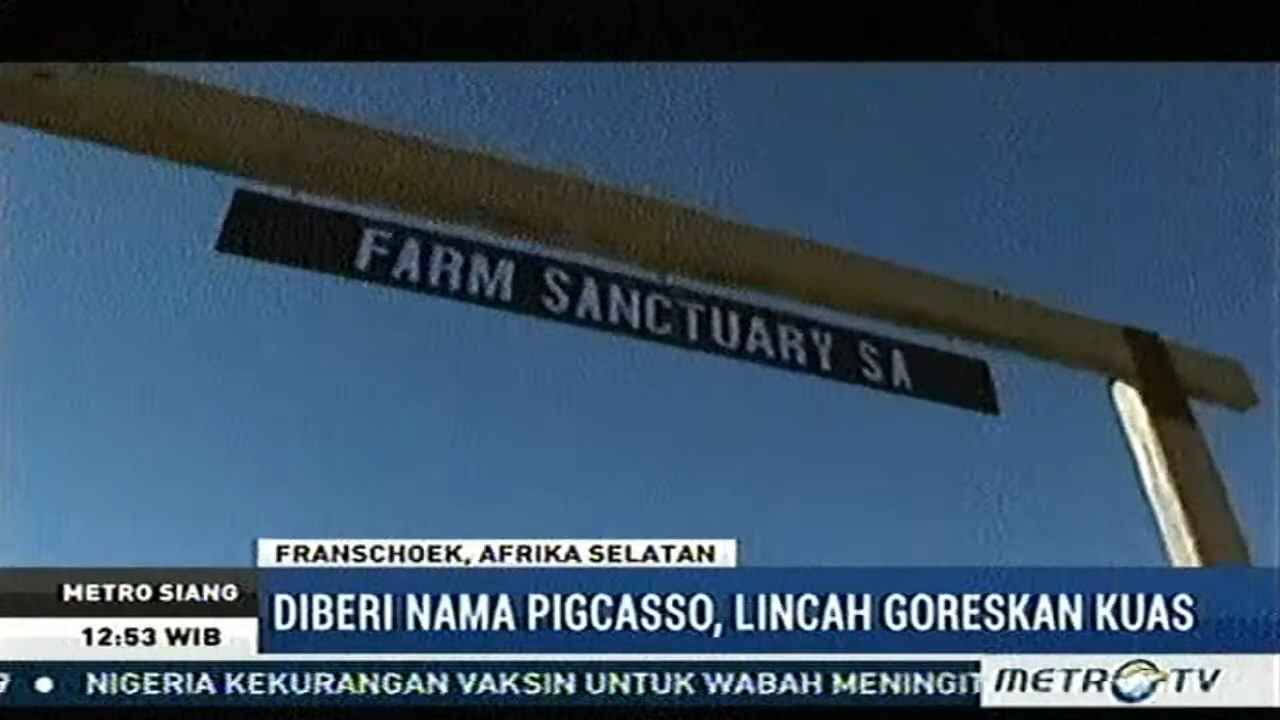 FARM SANCTUARY SA
FRANSCHOEK, AFRIKA SELATAN
METRO SIANG
DIBERI NAMA PIGCASSO, LINCAH GORESKAN KUAS
12:53 WIB
NIGERIA KEKURANGAN VAKSIN UNTUK WABAH MENINGIT
METRO TV